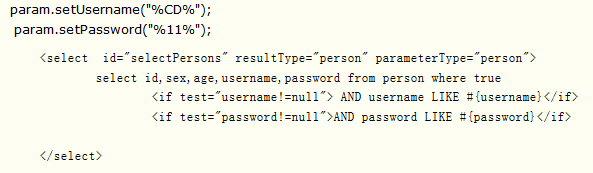 param.setUsername("%CD%");
param.setPassword("%11%");
<select  id="selectPersons" resultType="person" parameterType="person">
select id,sex,age,username,password from person where true
<if test="username!=null"> AND username LIKE #{username}</if>
<if test="password!=null">AND password LIKE #{password}</if>
</select>